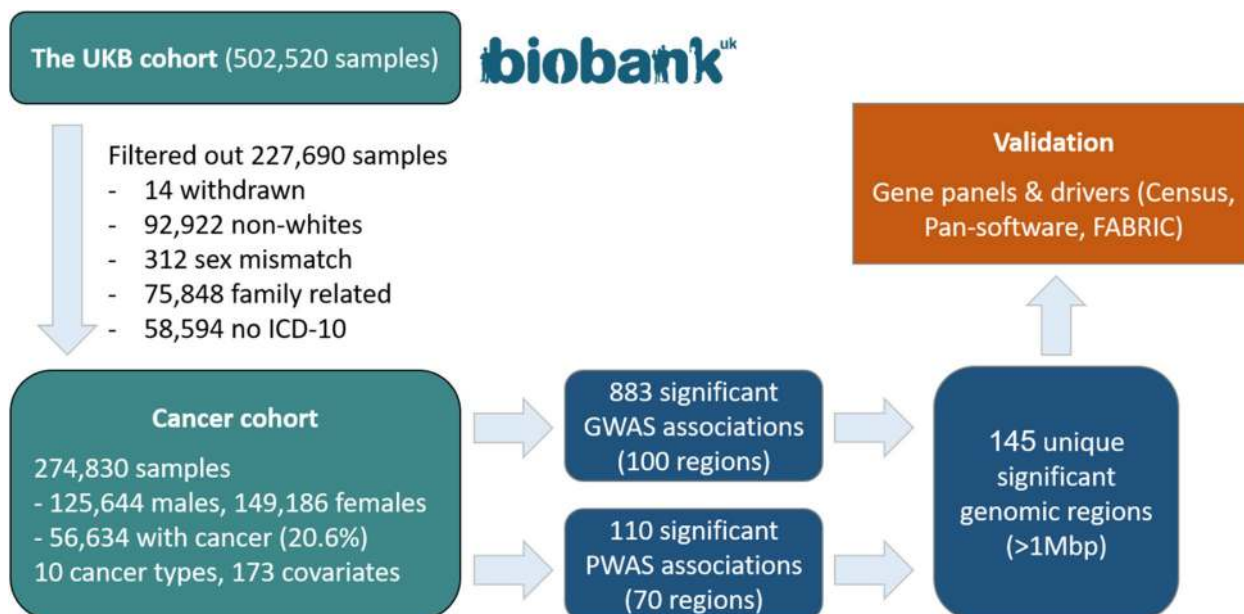 The UKB cohort (502,520 samples)
biobank uk
Filtered out 227,690 samples
- 14 withdrawn
- 92,922 non-whites
- 312 sex mismatch
- 75,848 family related
- 58,594 no ICD-10
Validation
Gene panels & drivers (Census,
Pan-software, FABRIC)
Cancer cohort
274,830 samples
- 125,644 males, 149,186 females
- 56,634 with cancer (20.6%)
10 cancer types, 173 covariates
883 significant
GWAS associations
(100 regions)
110 significant
PWAS associations
(70 regions)
145 unique
significant
genomic regions
(>1Mbp)